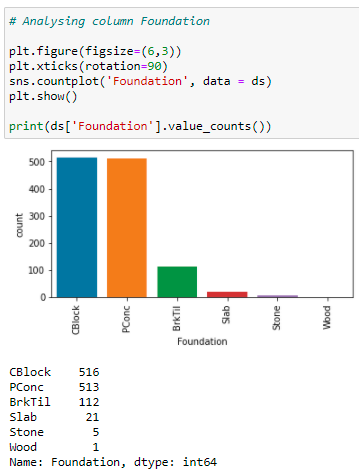 # Analysing column Foundation
plt.figure(figsize=(6,3))
plt.xticks(rotation=90)
sns.countplot('Foundation', data = ds)
plt.show()
print(ds['Foundation'].value_counts())
500
400
300
200
100
0
count
CBlock
PConc
BrkTil
Slab
Stone
Wood
Foundation
CBlock    516
PConc     513
BrkTil    112
Slab       21
Stone       5
Wood        1
Name: Foundation, dtype: int64